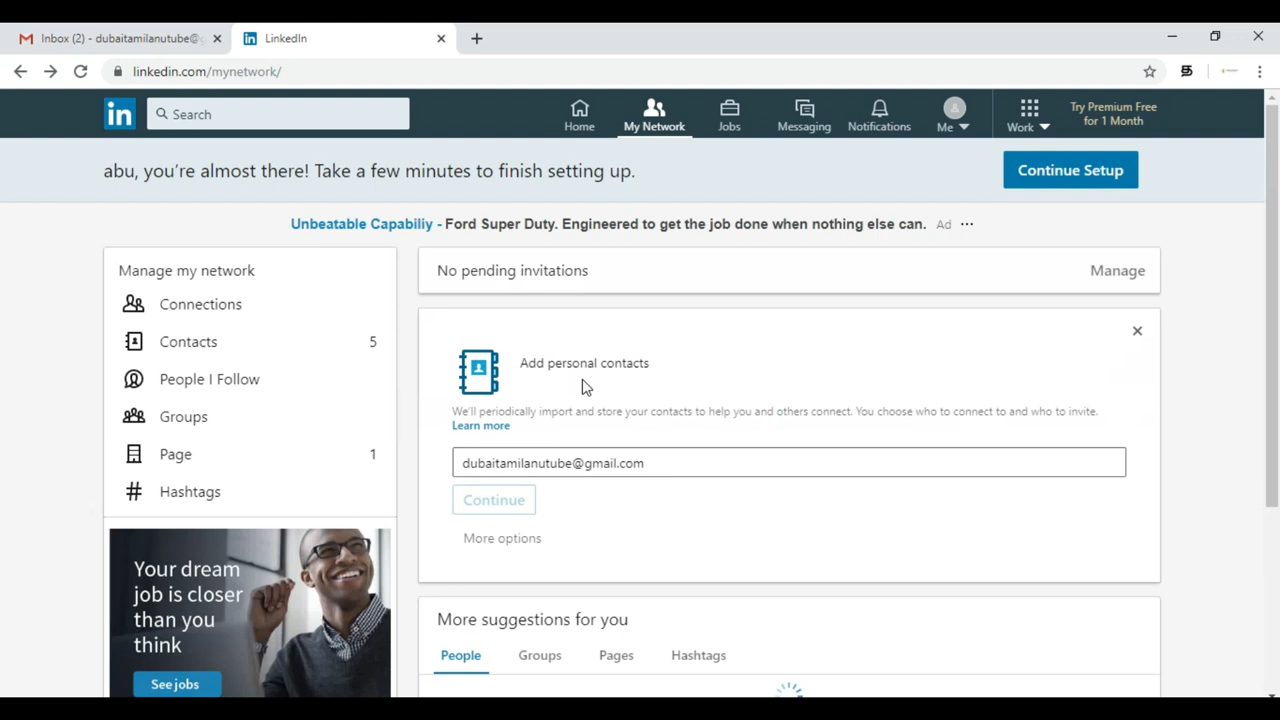 Inbox (2) - dubaitamilanutube@g
LinkedIn
linkedin.com/mynetwork/
in
Search
Home
My Network
Jobs
Messaging
Notifications
Me
Work
Try Premium Free
for 1 Month
abu, you're almost there! Take a few minutes to finish setting up.
Continue Setup
Unbeatable Capabiliy - Ford Super Duty. Engineered to get the job done when nothing else can. Ad ···
Manage my network
Connections
Contacts 5
People I Follow
Groups
Page 1
# Hashtags
Your dream
job is closer
than you
think
See jobs
No pending invitations
Manage
Add personal contacts
We'll periodically import and store your contacts to help you and others connect. You choose who to connect to and who to invite.
Learn more
dubaitamilanutube@gmail.com
Continue
More options
More suggestions for you
People
Groups
Pages
Hashtags